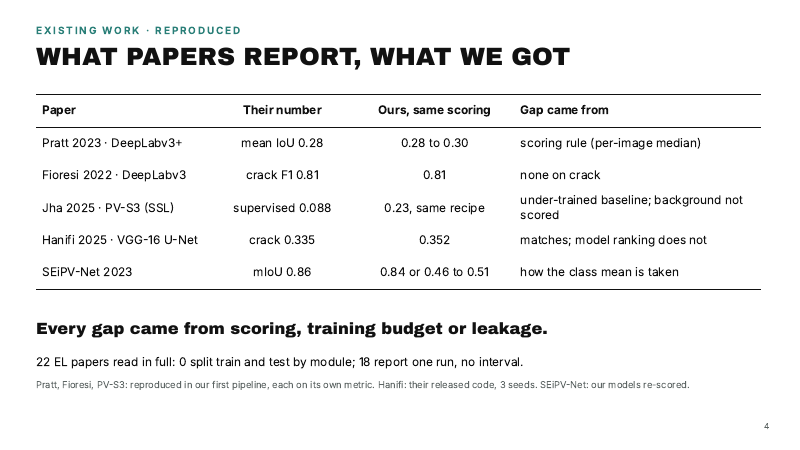 EXISTING WORK · REPRODUCED
WHAT PAPERS REPORT, WHAT WE GOT
Paper Their number Ours, same scoring Gap came from
Pratt 2023 · DeepLabv3+ mean IoU 0.28 0.28 to 0.30 scoring rule (per-image median)
Fioresi 2022 · DeepLabv3 crack F1 0.81 0.81 none on crack
Jha 2025 · PV-S3 (SSL) supervised 0.088 0.23, same recipe under-trained baseline; background not
scored
Hanifi 2025 · VGG-16 U-Net crack 0.335 0.352 matches; model ranking does not
SEiPV-Net 2023 mIoU 0.86 0.84 or 0.46 to 0.51 how the class mean is taken
Every gap came from scoring, training budget or leakage.
22 EL papers read in full: 0 split train and test by module; 18 report one run, no interval.
Pratt, Fioresi, PV-S3: reproduced in our first pipeline, each on its own metric. Hanifi: their released code, 3 seeds. SEiPV-Net: our models re-scored.
4